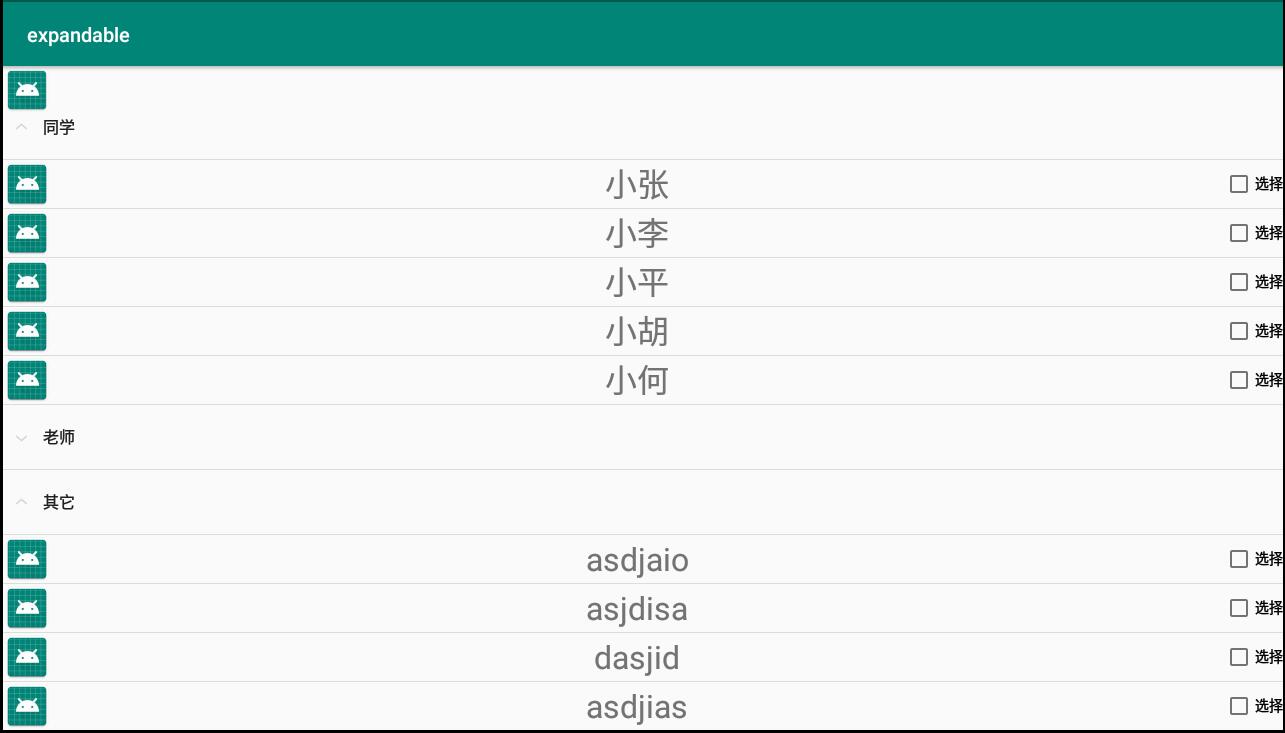 expandable
同学
小张 选择
小李 选择
小平 选择
小胡 选择
小何 选择
老师
其它
asdjaio 选择
asjdisa 选择
dasjid 选择
asdjias 选择